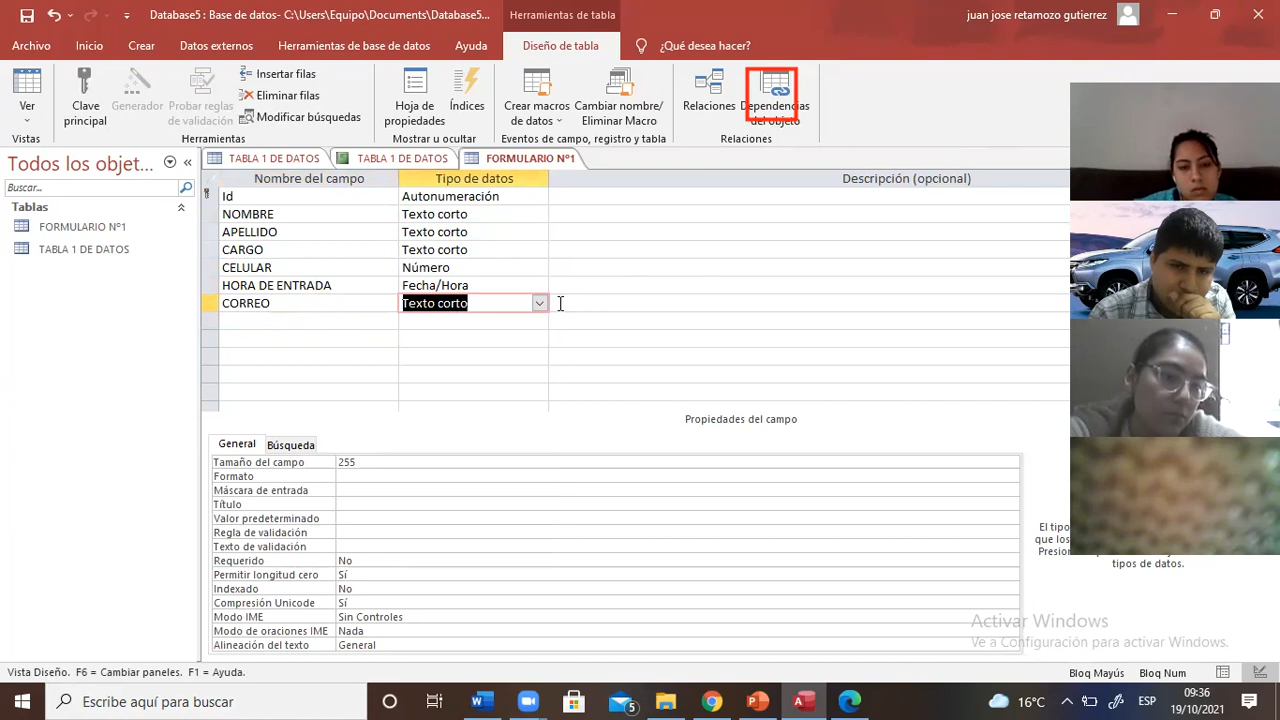 Database5 : Base de datos- C:\Users\Equipo\Documents\Database5...
Herramientas de tabla
juan jose retamozo gutierrez
Archivo Inicio Crear Datos externos Herramientas de base de datos Ayuda Diseño de tabla ¿Qué desea hacer?
Ver
Clave principal
Generador
Probar reglas de validación
Insertar filas
Eliminar filas
Modificar búsquedas
Hoja de propiedades
Índices
Crear macros de datos
Cambiar nombre/ Eliminar Macro
Relaciones
Dependencias del objeto
Vistas Herramientas Mostrar u ocultar Eventos de campo, registro y tabla Relaciones
Todos los objet...
TABLA 1 DE DATOS TABLA 1 DE DATOS FORMULARIO Nº1
Buscar...
Tablas
FORMULARIO Nº1
TABLA 1 DE DATOS
Nombre del campo Tipo de datos Descripción (opcional)
Id Autonumeración
NOMBRE Texto corto
APELLIDO Texto corto
CARGO Texto corto
CELULAR Número
HORA DE ENTRADA Fecha/Hora
CORREO Texto corto
Propiedades del campo
General Búsqueda
Tamaño del campo 255
Formato
Máscara de entrada
Título
Valor predeterminado
Regla de validación
Texto de validación
Requerido No
Permitir longitud cero Sí
Indexado No
Compresión Unicode Sí
Modo IME Sin Controles
Modo de oraciones IME Nada
Alineación del texto General
El tipo
que los
Presion
tipos de datos.
Activar Windows
Ve a Configuración para activar Windows.
Vista Diseño. F6 = Cambiar paneles. F1 = Ayuda.
Bloq Mayús Bloq Num
Escribe aquí para buscar
5
16°C
ESP
09:36
19/10/2021